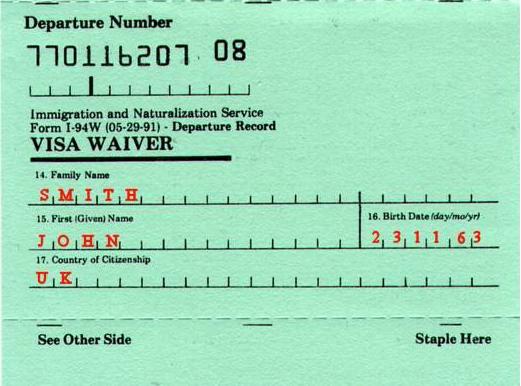 Departure Number
770116207 08
Immigration and Naturalization Service
Form I-94W (05-29-91) - Departure Record
VISA WAIVER
14. Family Name
SMITH
15. First (Given) Name
16. Birth Date (day/mo/yr)
JOHN
231163
17. Country of Citizenship
UK
See Other Side
Staple Here